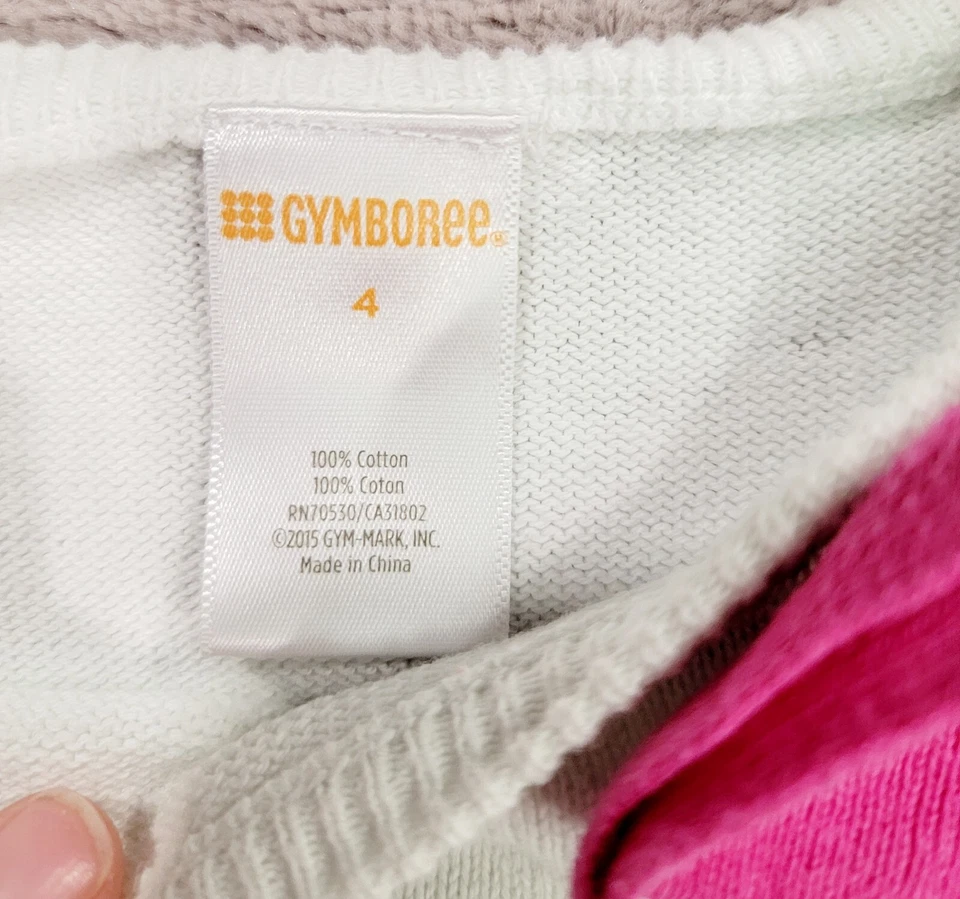 GYMBOREE®
4
100% Cotton
100% Coton
RN70530/CA31802
©2015 GYM-MARK, INC.
Made in China